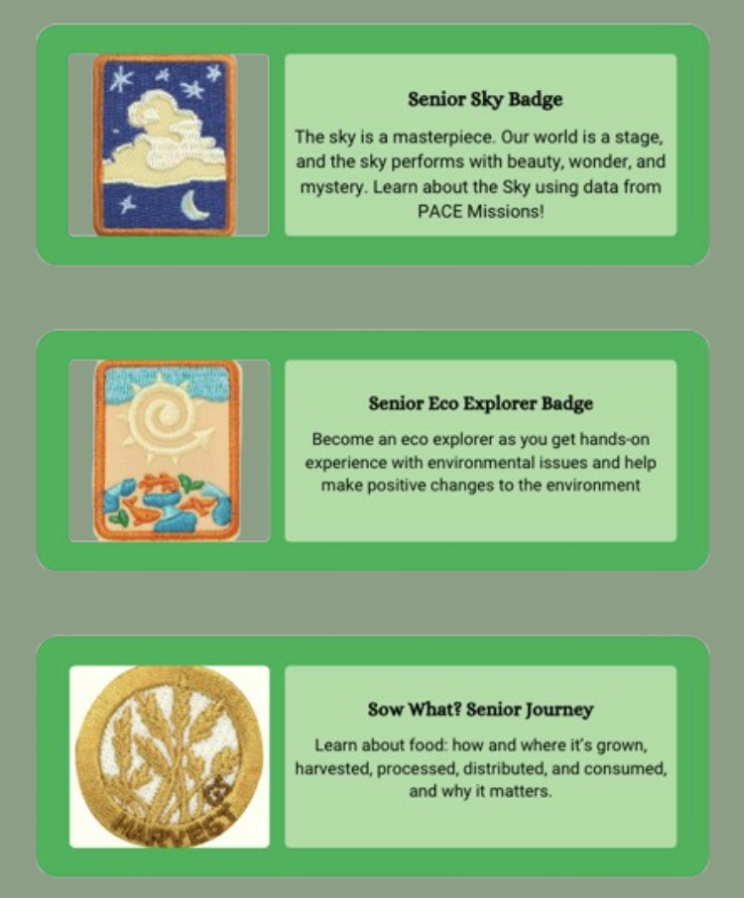 Senior Sky Badge
The sky is a masterpiece. Our world is a stage,
and the sky performs with beauty, wonder, and
mystery. Learn about the Sky using data from
PACE Missions!
Senior Eco Explorer Badge
Become an eco explorer as you get hands-on
experience with environmental issues and help
make positive changes to the environment
HARVEST
Sow What? Senior Journey
Learn about food: how and where it's grown,
harvested, processed, distributed, and consumed,
and why it matters.